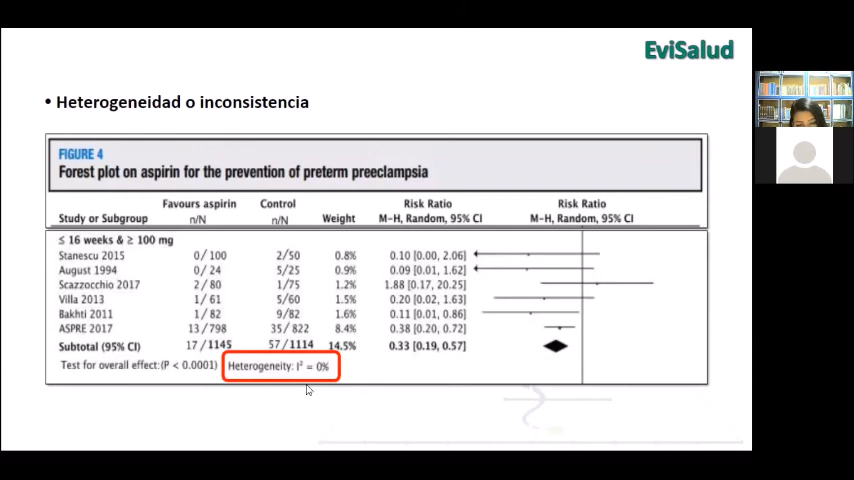 EviSalud
• Heterogeneidad o inconsistencia
FIGURE 4
Forest plot on aspirin for the prevention of preterm preeclampsia
Favours aspirin Control Risk Ratio Risk Ratio
Study or Subgroup n/N n/N Weight M-H, Random, 95% CI M-H, Random, 95% CI
≤ 16 weeks & ≥ 100 mg
Stanescu 2015 0/100 2/50 0.8% 0.10 [0.00, 2.06]
August 1994 0/24 5/25 0.9% 0.09 [0.01, 1.62]
Scazzocchio 2017 2/80 1/75 1.2% 1.88 [0.17, 20.25]
Villa 2013 1/61 5/60 1.5% 0.20 [0.02, 1.63]
Bakhti 2011 1/82 9/82 1.6% 0.11 [0.01, 0.86]
ASPRE 2017 13/798 35/822 8.4% 0.38 [0.20, 0.72]
Subtotal (95% CI) 17/1145 57/1114 14.5% 0.33 [0.19, 0.57]
Test for overall effect:(P < 0.0001) Heterogeneity: I² = 0%